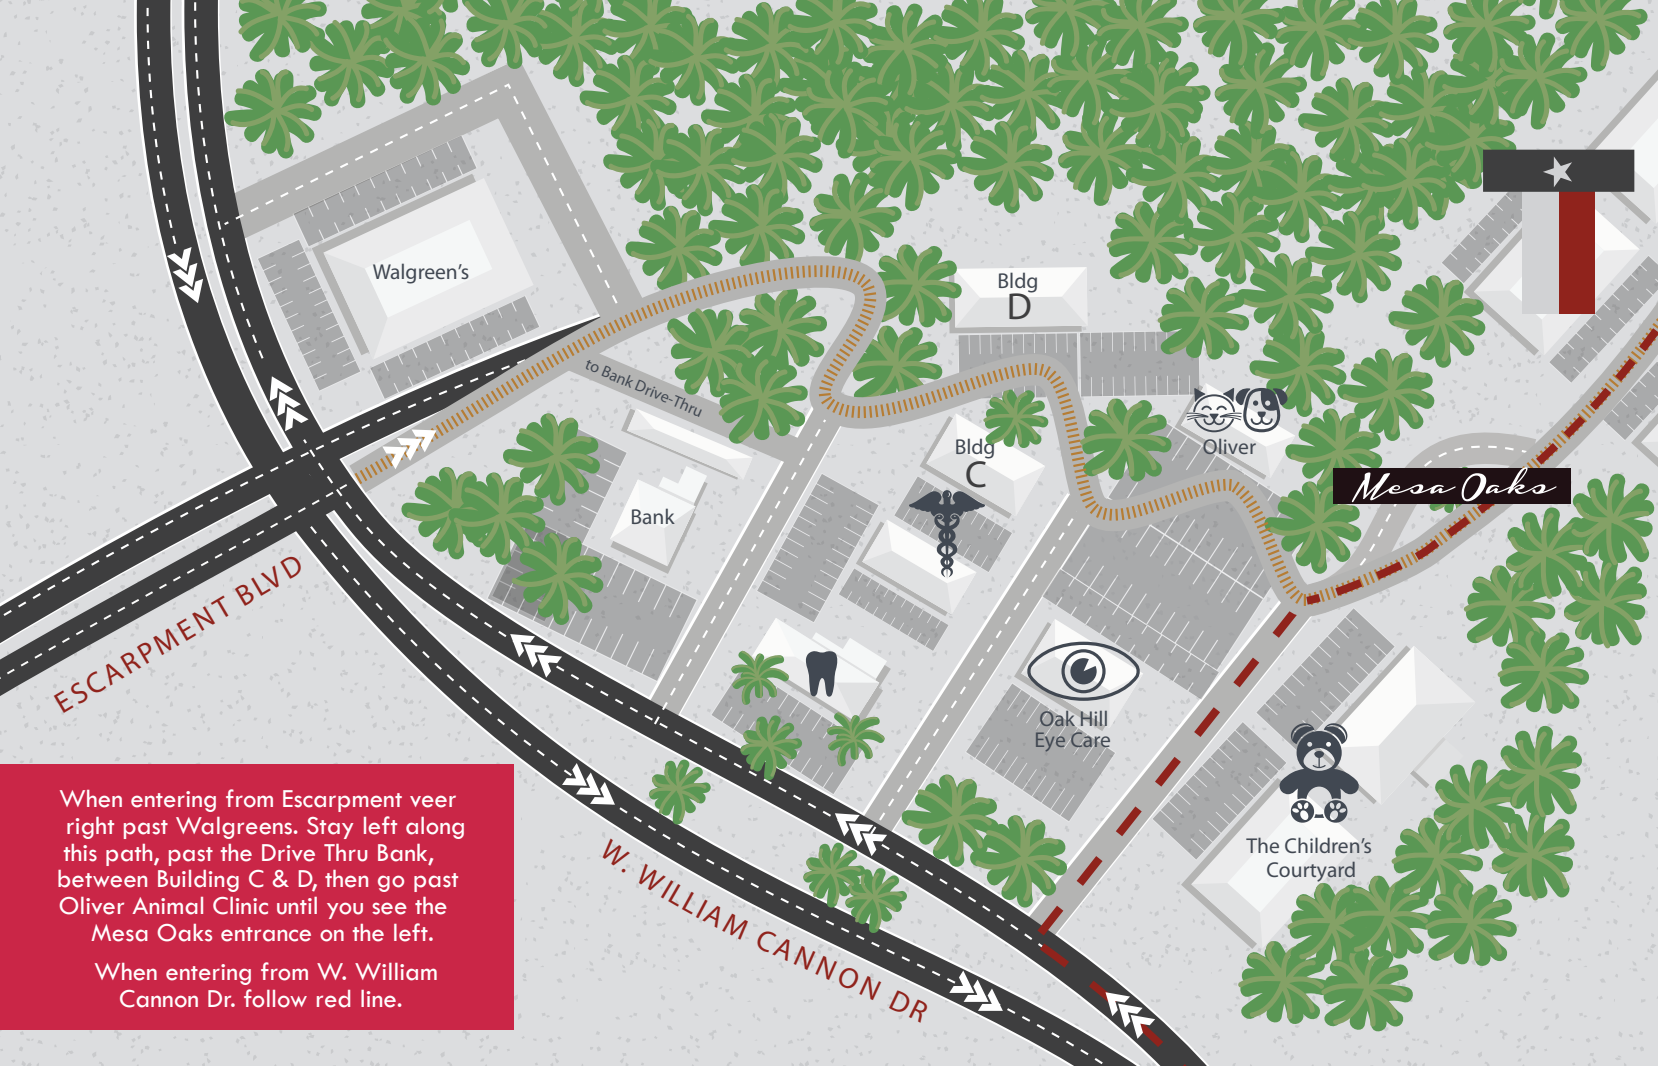 Walgreen's
Bldg
D
to Bank Drive-Thru
Oliver
Bldg
C
Mesa Oaks
Bank
ESCARPMENT BLVD
Oak Hill
Eye Care
The Children's
Courtyard
W. WILLIAM CANNON DR
When entering from Escarpment veer
right past Walgreens. Stay left along
this path, past the Drive Thru Bank,
between Building C & D, then go past
Oliver Animal Clinic until you see the
Mesa Oaks entrance on the left.
When entering from W. William
Cannon Dr. follow red line.